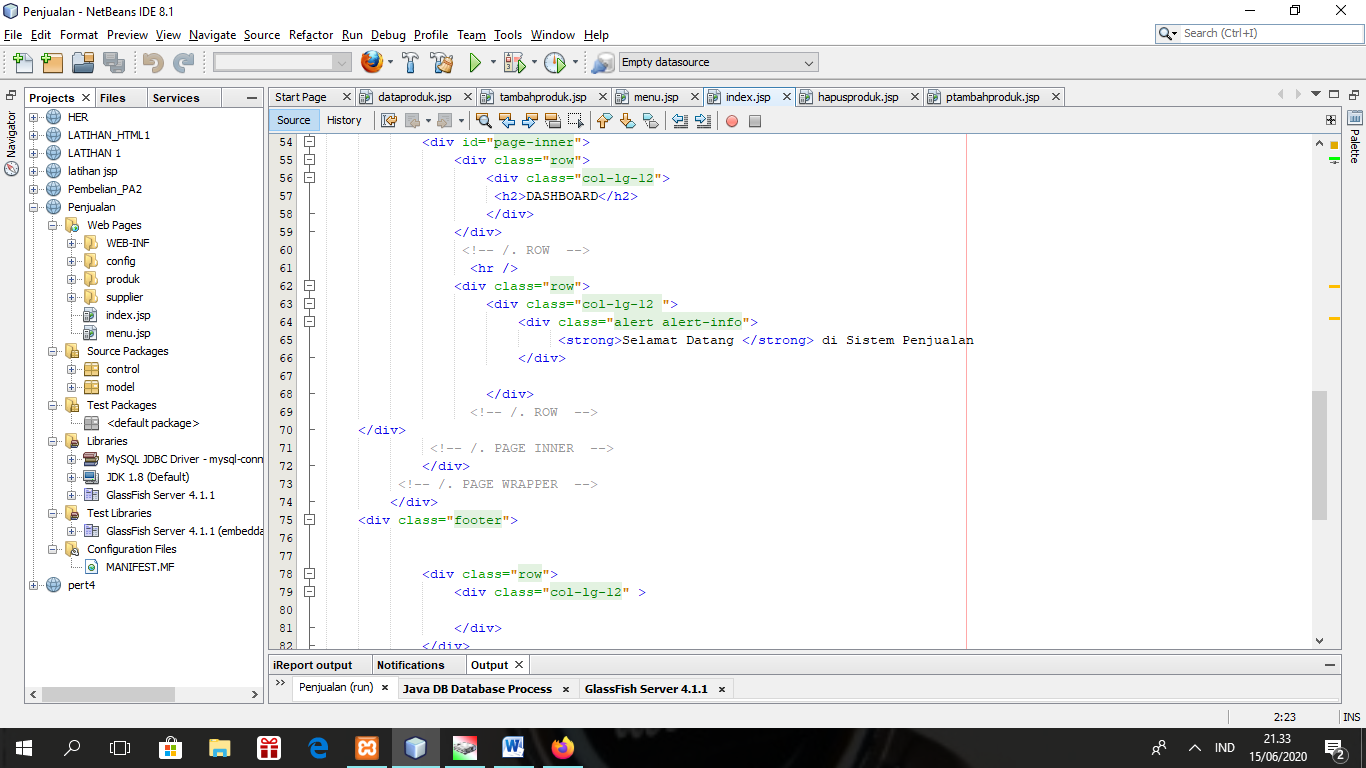 Penjualan - NetBeans IDE 8.1
File Edit Format Preview View Navigate Source Refactor Run Debug Profile Team Tools Window Help
Search (Ctrl+I)
Empty datasource
Navigator
Projects Files Services
HER
LATIHAN_HTML1
LATIHAN 1
latihan jsp
Pembelian_PA2
Penjualan
Web Pages
WEB-INF
config
produk
supplier
index.jsp
menu.jsp
Source Packages
control
model
Test Packages
<default package>
Libraries
MySQL JDBC Driver - mysql-conn
JDK 1.8 (Default)
GlassFish Server 4.1.1
Test Libraries
GlassFish Server 4.1.1 (embedda
Configuration Files
MANIFEST.MF
pert4
Start Page dataproduk.jsp tambahproduk.jsp menu.jsp index.jsp hapusproduk.jsp ptambahproduk.jsp
Source History
Palette
54 <div id="page-inner">
55 <div class="row">
56 <div class="col-lg-12">
57 <h2>DASHBOARD</h2>
58 </div>
59 </div>
60 <!-- /. ROW  -->
61 <hr />
62 <div class="row">
63 <div class="col-lg-12 ">
64 <div class="alert alert-info">
65 <strong>Selamat Datang </strong> di Sistem Penjualan
66 </div>
67
68 </div>
69 <!-- /. ROW  -->
70 </div>
71 <!-- /. PAGE INNER  -->
72 </div>
73 <!-- /. PAGE WRAPPER  -->
74 </div>
75 <div class="footer">
76
77
78 <div class="row">
79 <div class="col-lg-12" >
80
81 </div>
82 </div>
iReport output Notifications Output
Penjualan (run) Java DB Database Process GlassFish Server 4.1.1
2:23 INS
IND
21.33
15/06/2020
2